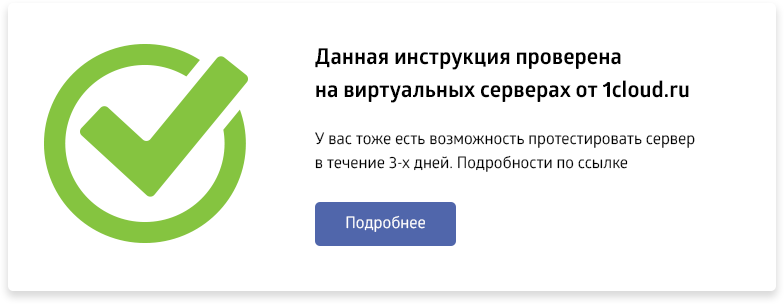 Данная инструкция проверена
на виртуальных серверах от 1cloud.ru
У вас тоже есть возможность протестировать сервер
в течение 3-х дней. Подробности по ссылке
Подробнее